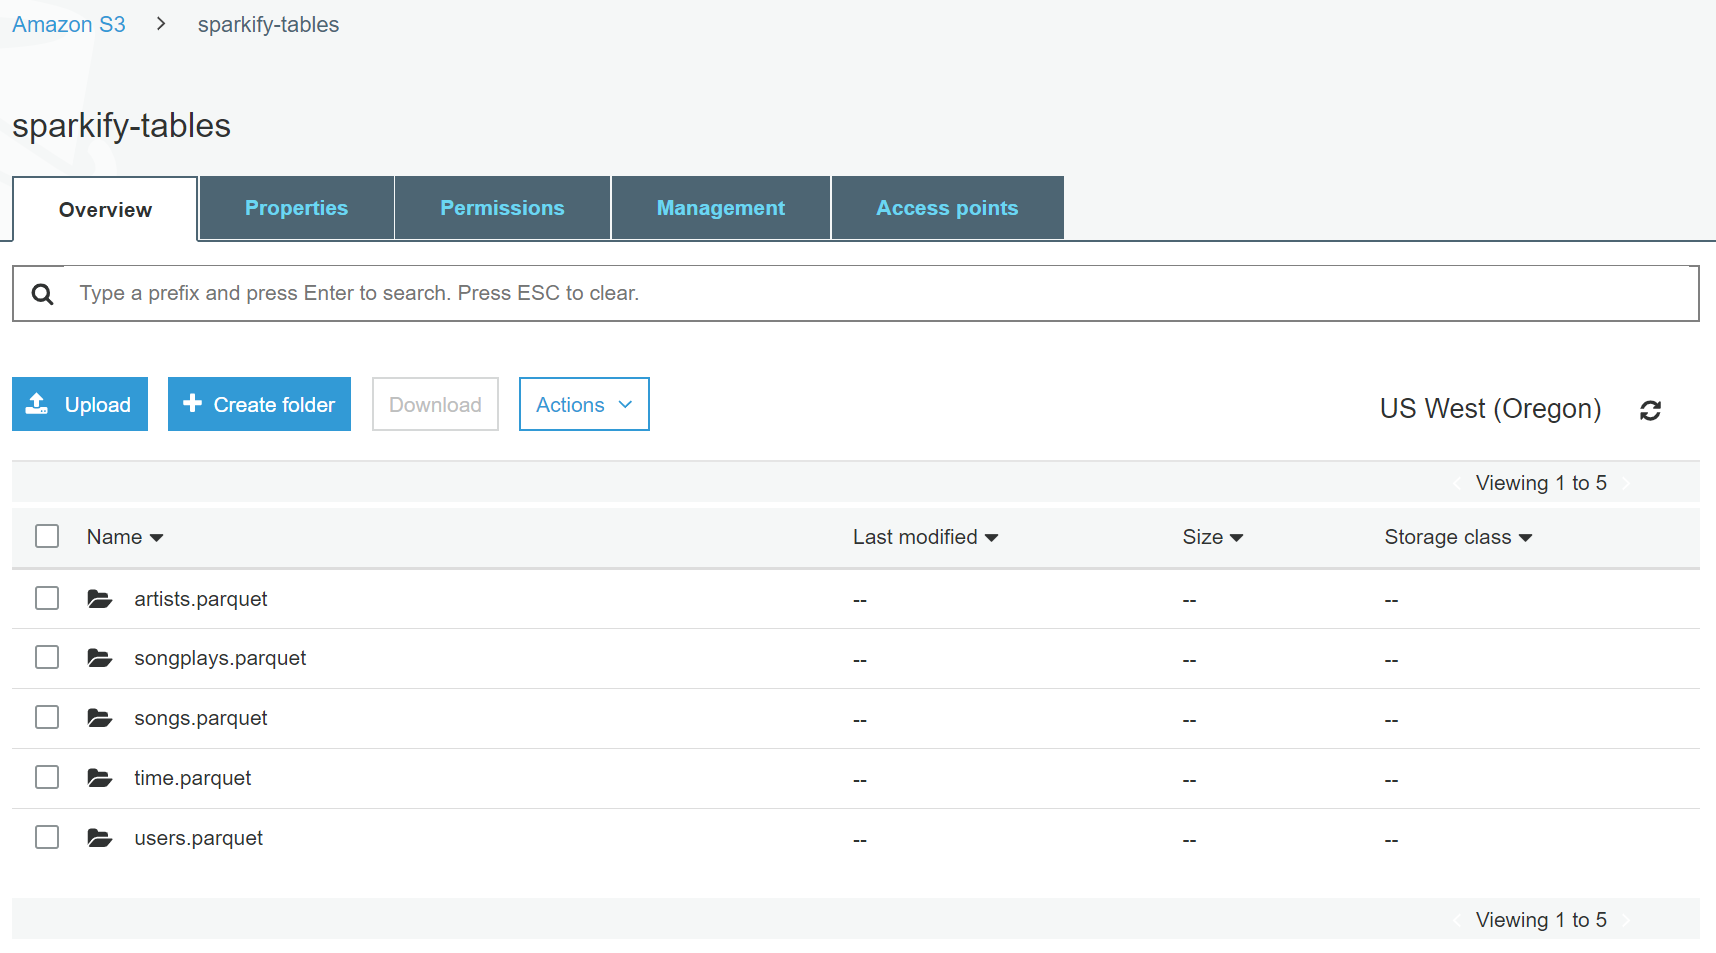 Amazon S3 > sparkify-tables
sparkify-tables
Overview Properties Permissions Management Access points
Type a prefix and press Enter to search. Press ESC to clear.
Upload Create folder Download Actions US West (Oregon)
Viewing 1 to 5
Name Last modified Size Storage class
artists.parquet -- -- --
songplays.parquet -- -- --
songs.parquet -- -- --
time.parquet -- -- --
users.parquet -- -- --
Viewing 1 to 5